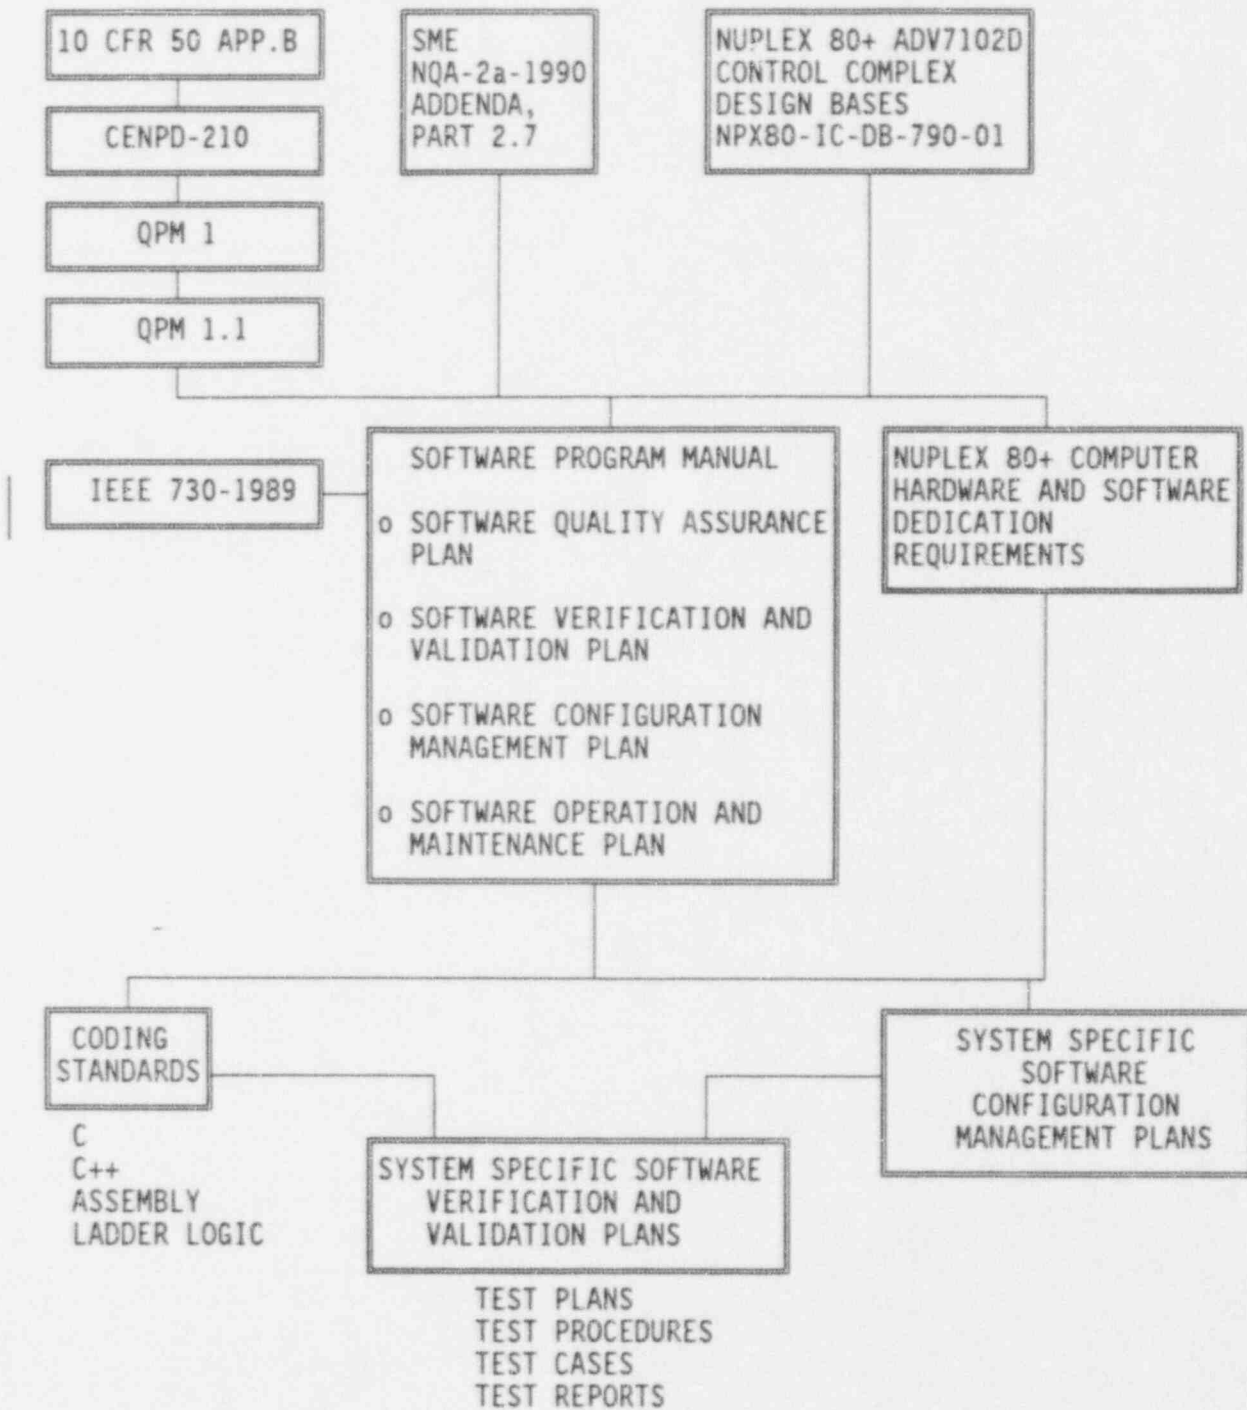 10 CFR 50 APP.B
CENPD-210
QPM 1
QPM 1.1
SME
NQA-2a-1990
ADDENDA,
PART 2.7
NUPLEX 80+ ADV7102D
CONTROL COMPLEX
DESIGN BASES
NPX80-IC-DB-790-01
IEEE 730-1989
SOFTWARE PROGRAM MANUAL
o SOFTWARE QUALITY ASSURANCE
PLAN
o SOFTWARE VERIFICATION AND
VALIDATION PLAN
o SOFTWARE CONFIGURATION
MANAGEMENT PLAN
o SOFTWARE OPERATION AND
MAINTENANCE PLAN
NUPLEX 80+ COMPUTER
HARDWARE AND SOFTWARE
DEDICATION
REQUIREMENTS
CODING
STANDARDS
C
C++
ASSEMBLY
LADDER LOGIC
SYSTEM SPECIFIC SOFTWARE
VERIFICATION AND
VALIDATION PLANS
TEST PLANS
TEST PROCEDURES
TEST CASES
TEST REPORTS
SYSTEM SPECIFIC
SOFTWARE
CONFIGURATION
MANAGEMENT PLANS